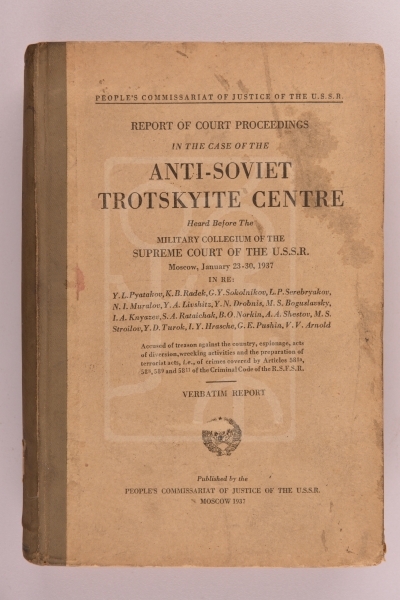 PEOPLE'S COMMISSARIAT OF JUSTICE OF THE U.S.S.R.
REPORT OF COURT PROCEEDINGS
IN THE CASE OF THE
ANTI-SOVIET
TROTSKYITE CENTRE
Heard Before The
MILITARY COLLEGIUM OF THE
SUPREME COURT OF THE U.S.S.R.
Moscow, January 23-30, 1937
IN RE:
Y. L. Pyatakov, K. B. Radek, G. Y. Sokolnikov, L. P. Serebryakov,
N. I. Muralov, Y. A. Livshitz, Y. N. Drobnis, M. S. Boguslavsky,
I. A. Knyazev, S. A. Rataichak, B. O. Norkin, A. A. Shestov, M. S.
Stroilov, Y. D. Turok, I. Y. Hrasche, G. E. Pushin, V. V. Arnold
Accused of treason against the country, espionage, acts
of diversion, wrecking activities and the preparation of
terrorist acts, i.e., of crimes covered by Articles
of the Criminal Code of the R.S.F.S.R.
VERBATIM REPORT
Published by the
PEOPLE'S COMMISSARIAT OF JUSTICE OF THE U.S.S.R.
MOSCOW 1937